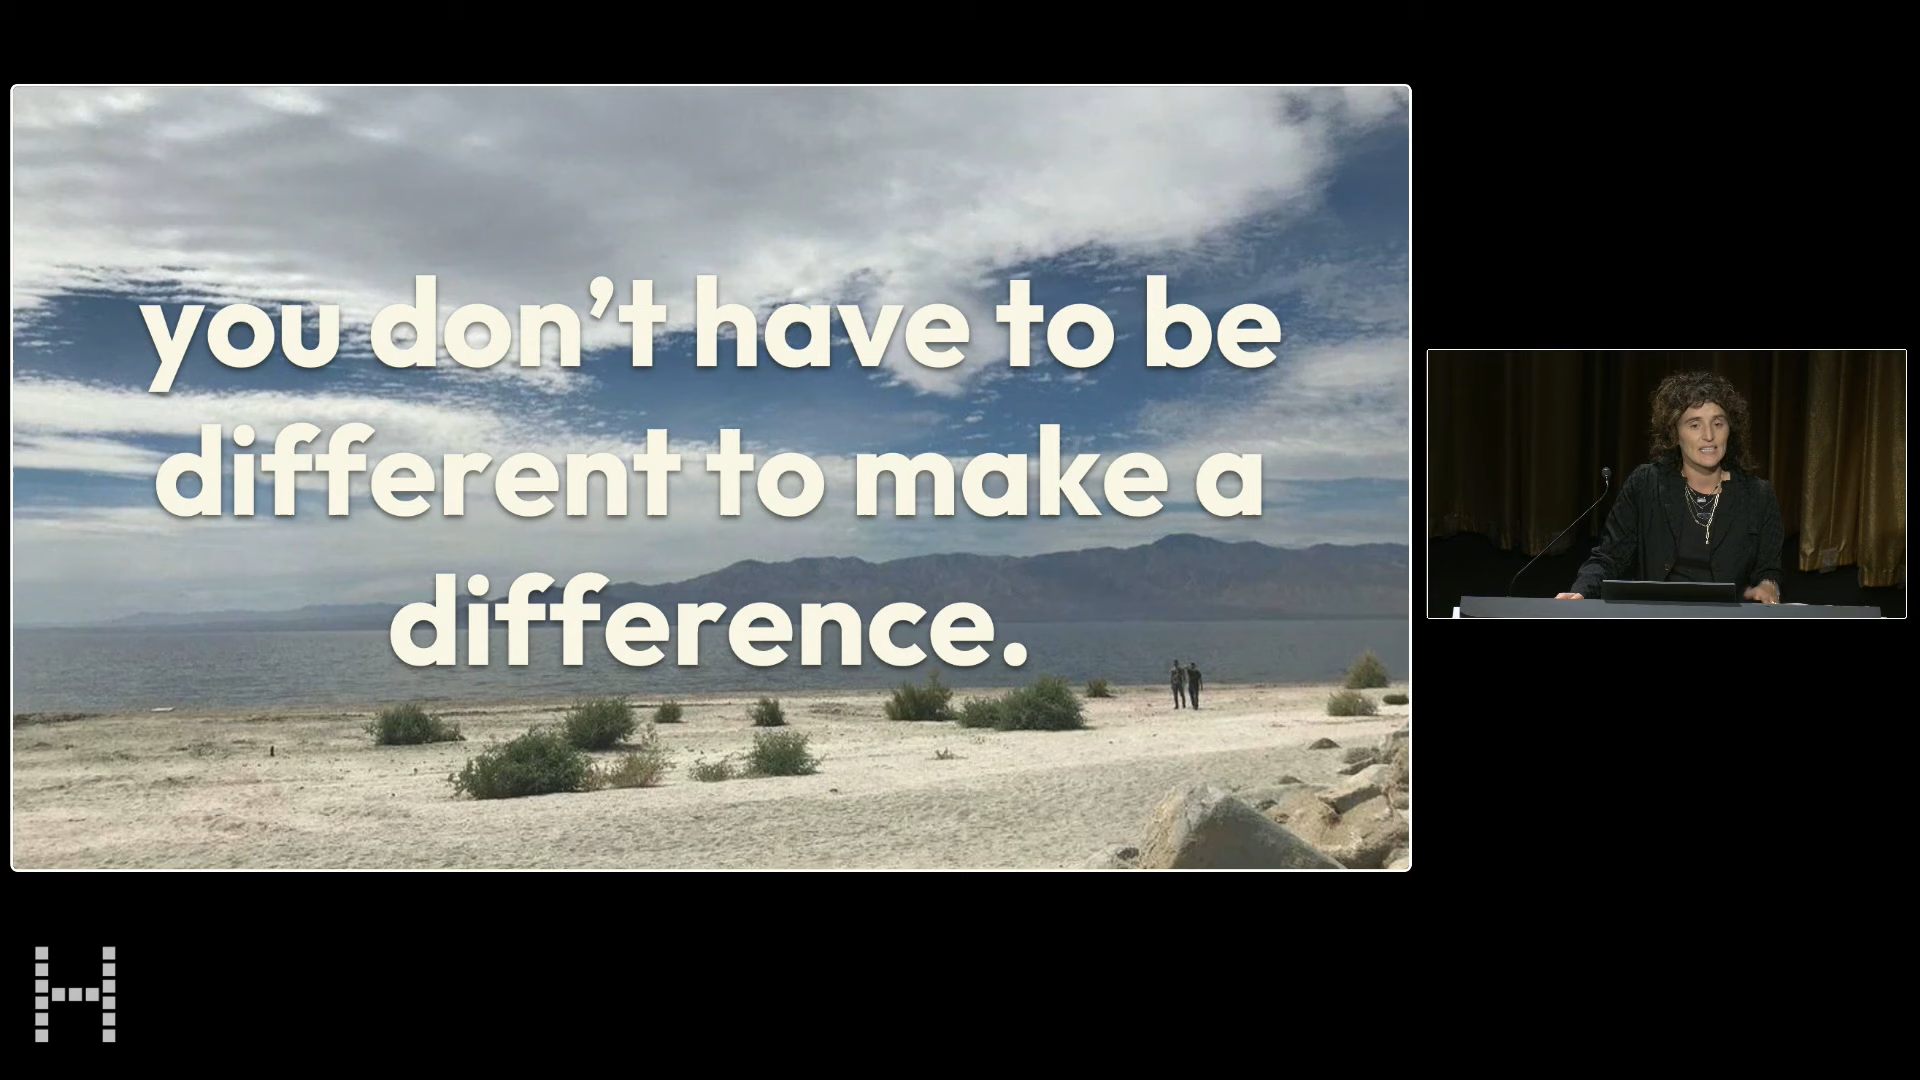 you don’t have to be
different to make a
difference.
H